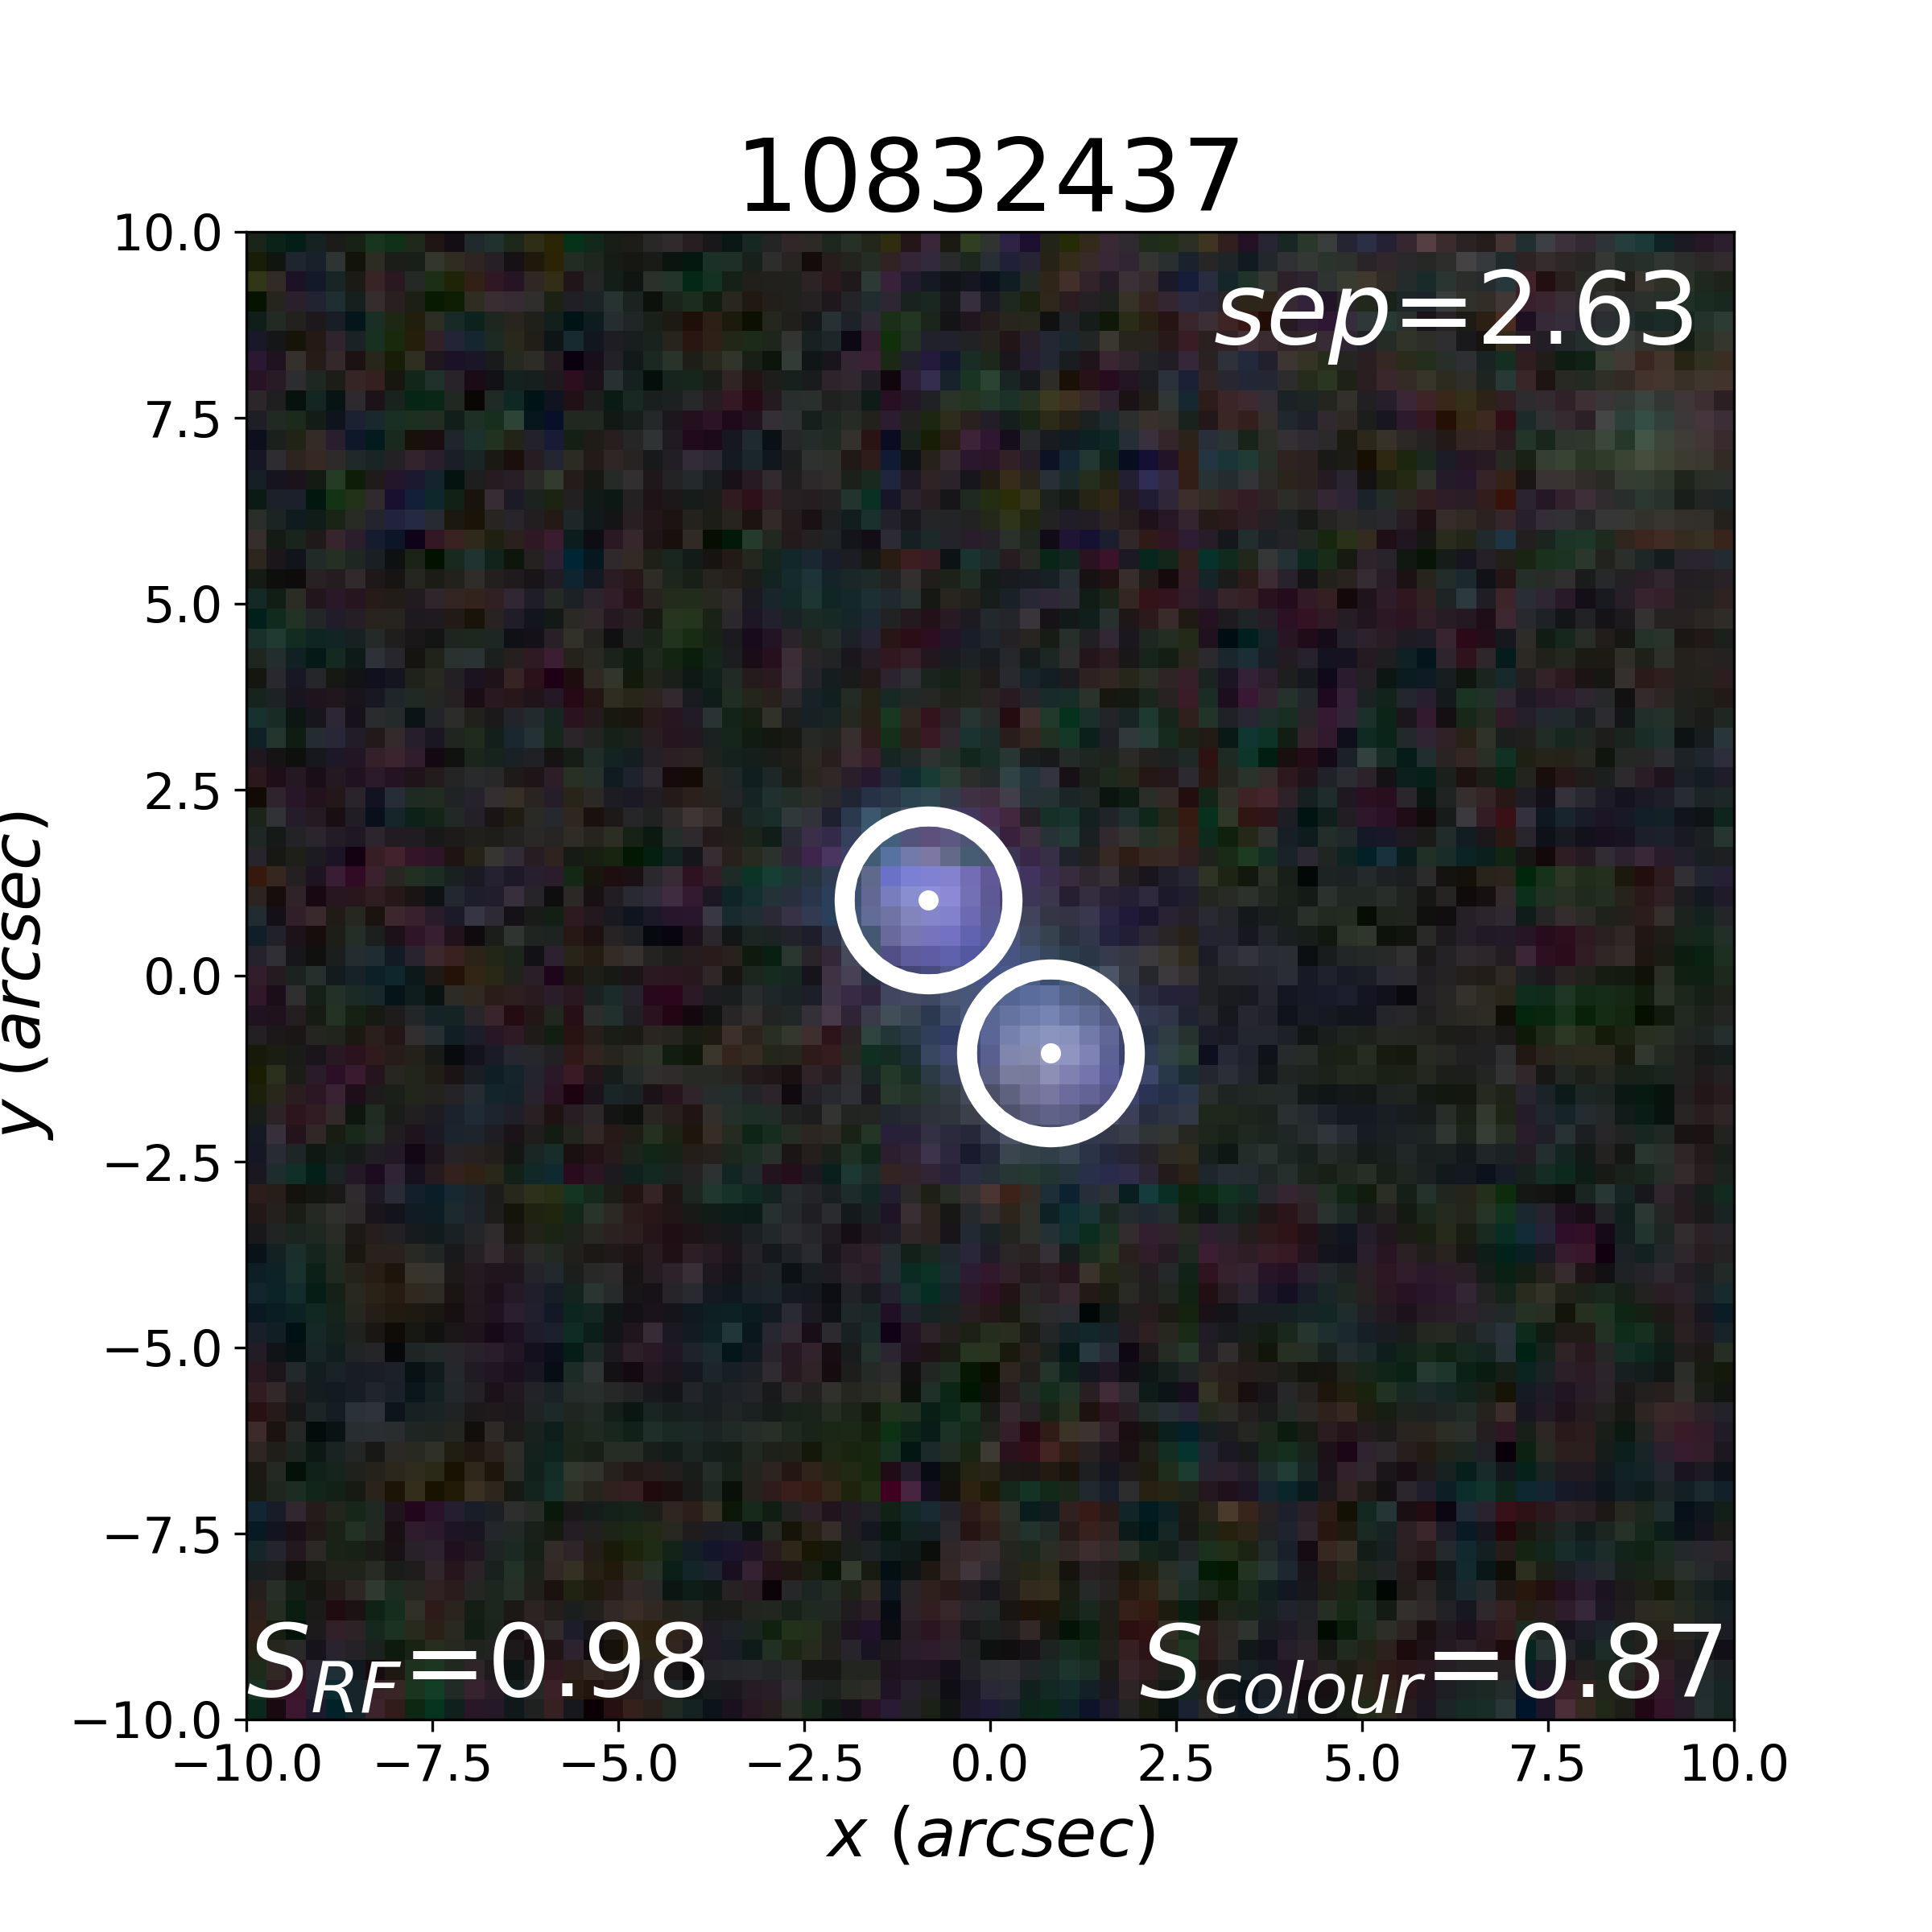 10832437
sep=2.63
10.0
7.5
5.0
2.5
0.0
−2.5
−5.0
−7.5
−10.0
y (arcsec)
S_RF=0.98
S_colour=0.87
−10.0 −7.5 −5.0 −2.5 0.0 2.5 5.0 7.5 10.0
x (arcsec)